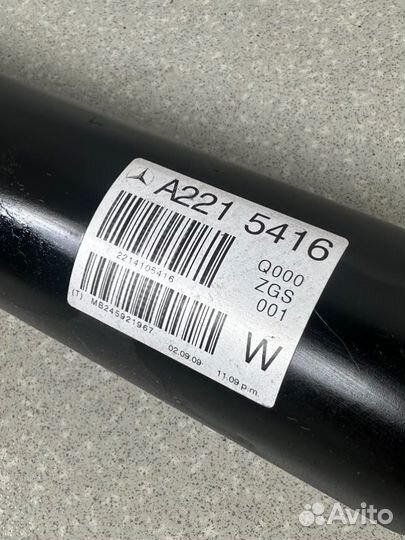 A221 5416
2214105416
Q000
ZGS
001
(T) MB245921967
02.09.09
11:09 p.m.
W
Avito